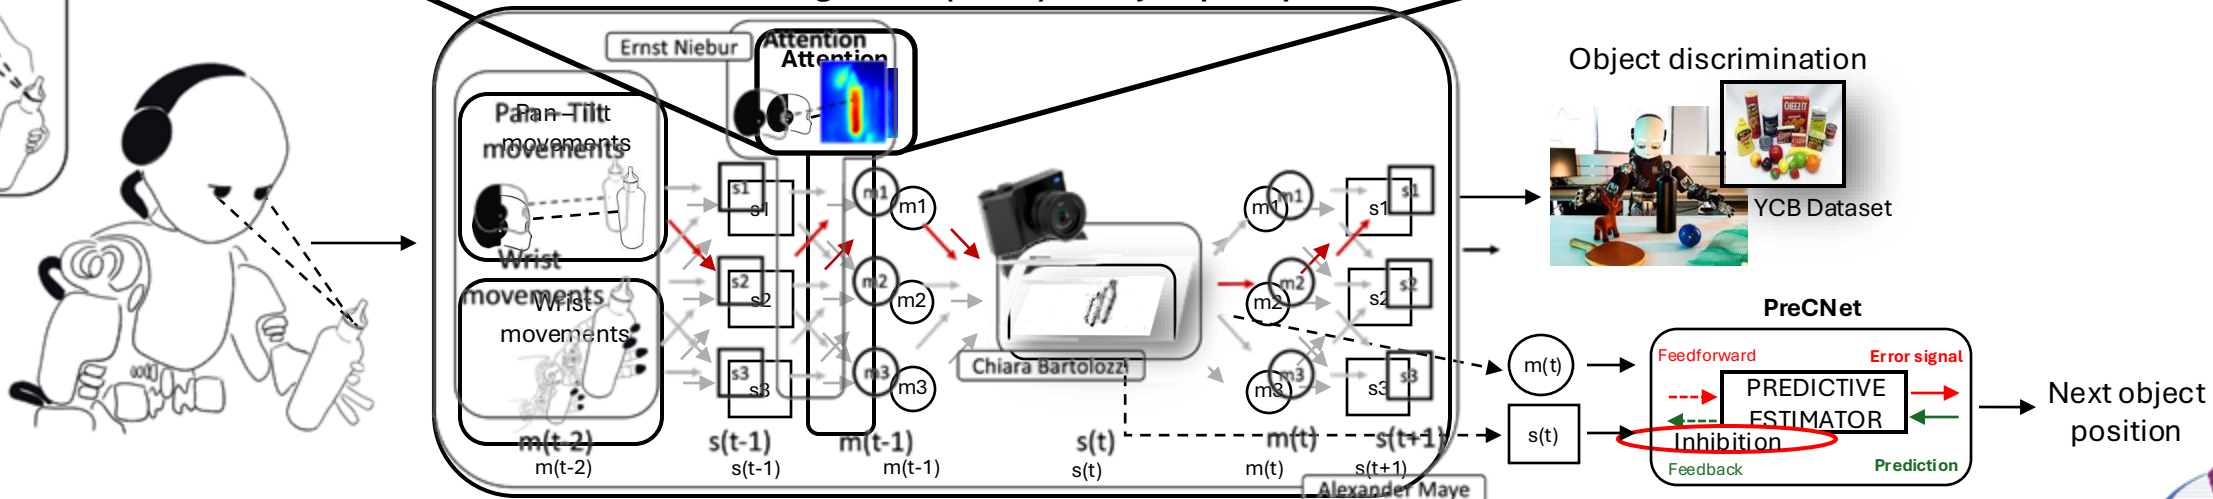 Ernst Niebur
Attention
Attention
Pan – Tilt
movements
Pan – Tilt
movements
Wrist
movements
Wrist
movements
s1
s1
s2
s2
s3
s3
m1
m1
m2
m2
m3
m3
Chiara Bartolozzi
m1
m1
m2
m2
m3
m3
s1
s1
s2
s2
s3
s3
m(t-2)
s(t-1)
m(t-1)
s(t)
m(t)
s(t+1)
m(t-2)
s(t-1)
m(t-1)
s(t)
m(t)
s(t+1)
Alexander Maye
Object discrimination
CHEEZ-IT
YCB Dataset
m(t)
s(t)
PreCNet
Feedforward
Error signal
PREDICTIVE
ESTIMATOR
Inhibition
Feedback
Prediction
Next object
position